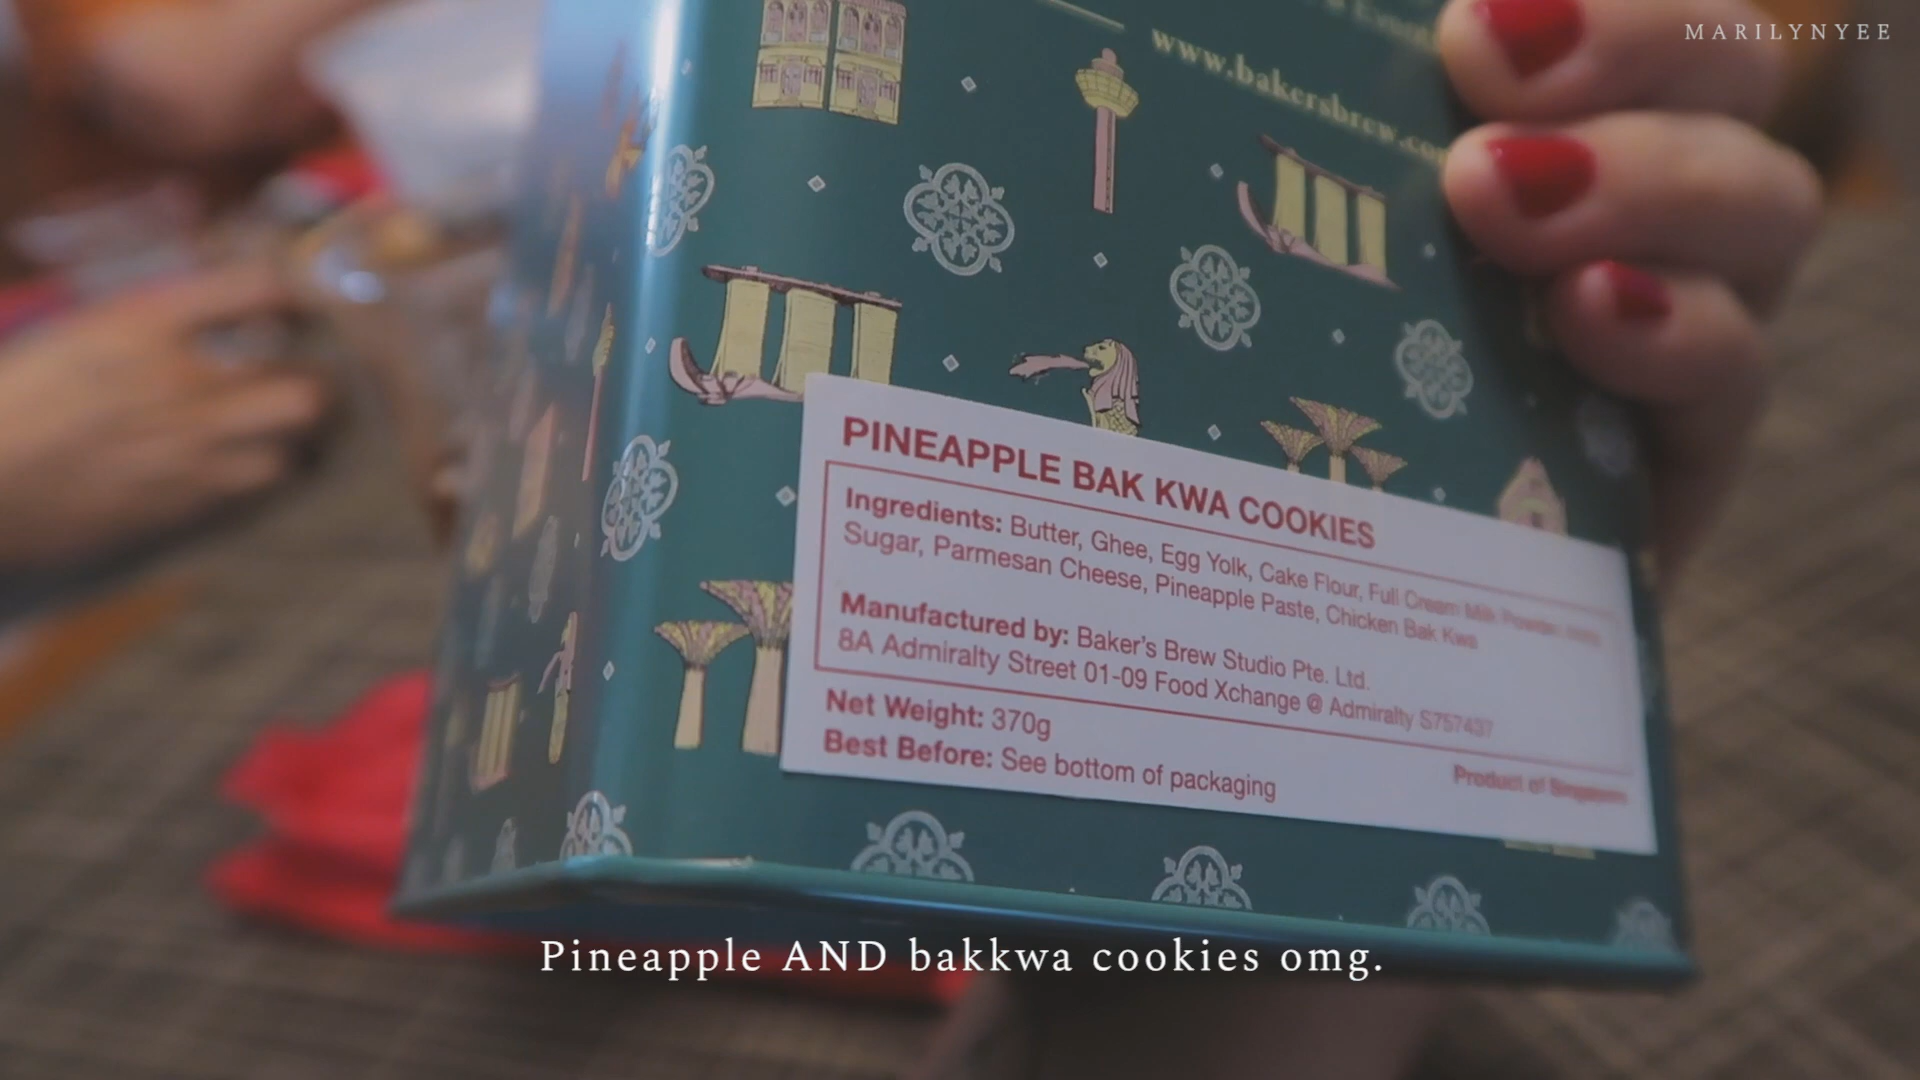 MARILYNYEE
www.bakersbrew.co
PINEAPPLE BAK KWA COOKIES
Ingredients: Butter, Ghee, Egg Yolk, Cake Flour, Full Cream Milk Powder,
Sugar, Parmesan Cheese, Pineapple Paste, Chicken Bak Kwa
Manufactured by: Baker's Brew Studio Pte. Ltd.
8A Admiralty Street 01-09 Food Xchange @ Admiralty S757437
Net Weight: 370g
Best Before: See bottom of packaging
Product of Singapore
Pineapple AND bakkwa cookies omg.